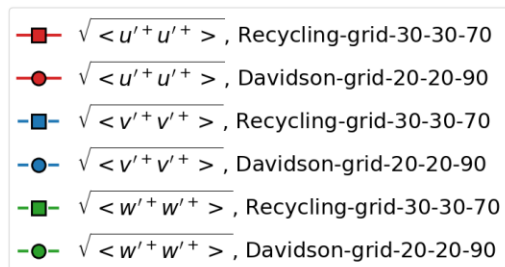 √<u′⁺u′⁺>, Recycling-grid-30-30-70
√<u′⁺u′⁺>, Davidson-grid-20-20-90
√<v′⁺v′⁺>, Recycling-grid-30-30-70
√<v′⁺v′⁺>, Davidson-grid-20-20-90
√<w′⁺w′⁺>, Recycling-grid-30-30-70
√<w′⁺w′⁺>, Davidson-grid-20-20-90